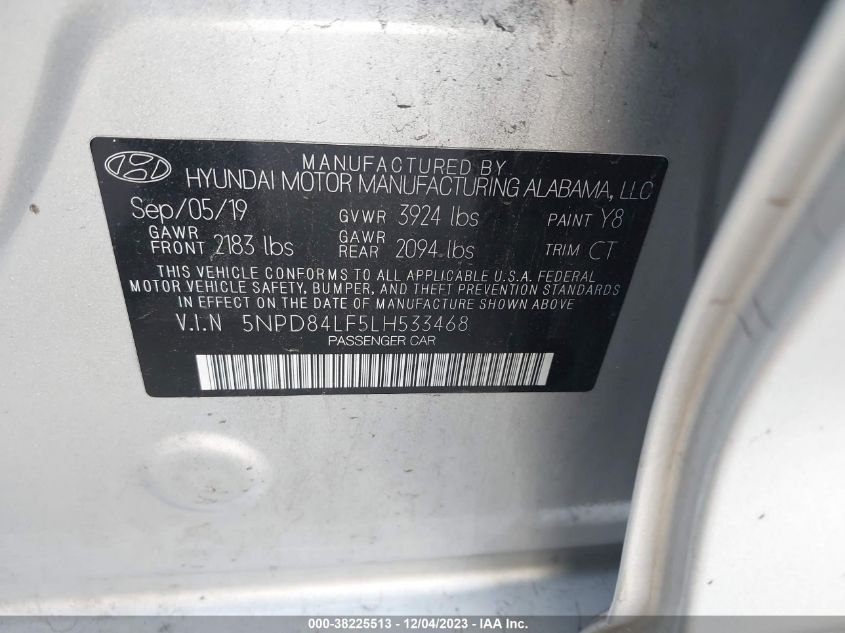 MANUFACTURED BY
HYUNDAI MOTOR MANUFACTURING ALABAMA, LLC
Sep/05/19 GVWR 3924 lbs PAINT Y8
GAWR FRONT 2183 lbs GAWR REAR 2094 lbs TRIM CT
THIS VEHICLE CONFORMS TO ALL APPLICABLE U.S.A. FEDERAL
MOTOR VEHICLE SAFETY, BUMPER, AND THEFT PREVENTION STANDARDS
IN EFFECT ON THE DATE OF MANUFACTURE SHOWN ABOVE.
V.I.N 5NPD84LF5LH533468
PASSENGER CAR
000-38225513 - 12/04/2023 - IAA Inc.